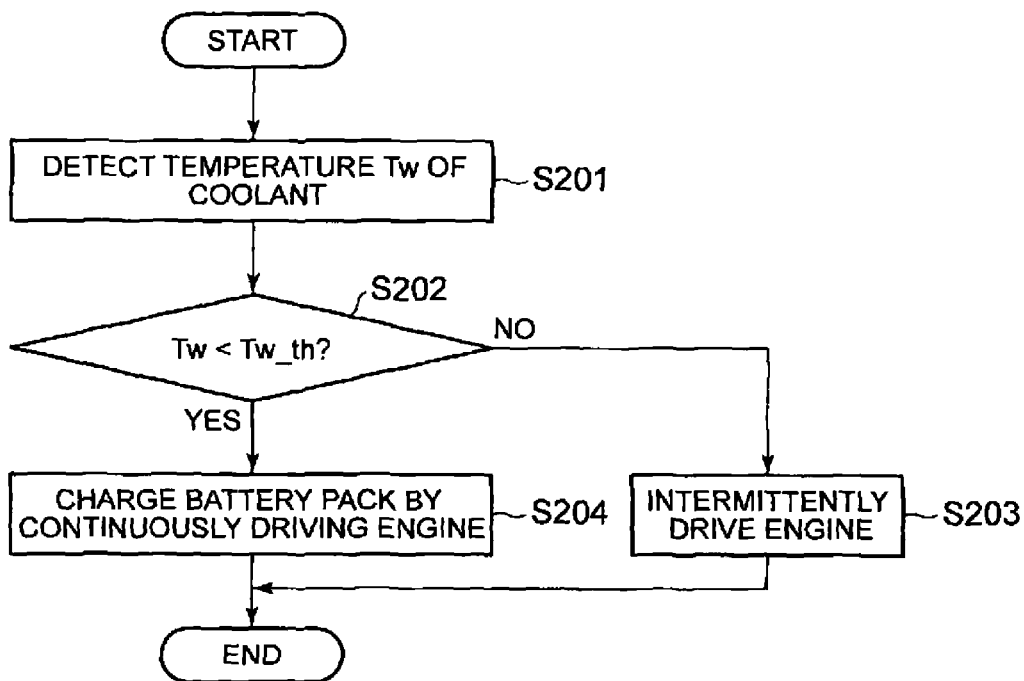 START
DETECT TEMPERATURE Tw OF
COOLANT
S201
S202
Tw < Tw_th?
NO
YES
CHARGE BATTERY PACK BY
CONTINUOUSLY DRIVING ENGINE
S204
INTERMITTENTLY
DRIVE ENGINE
S203
END